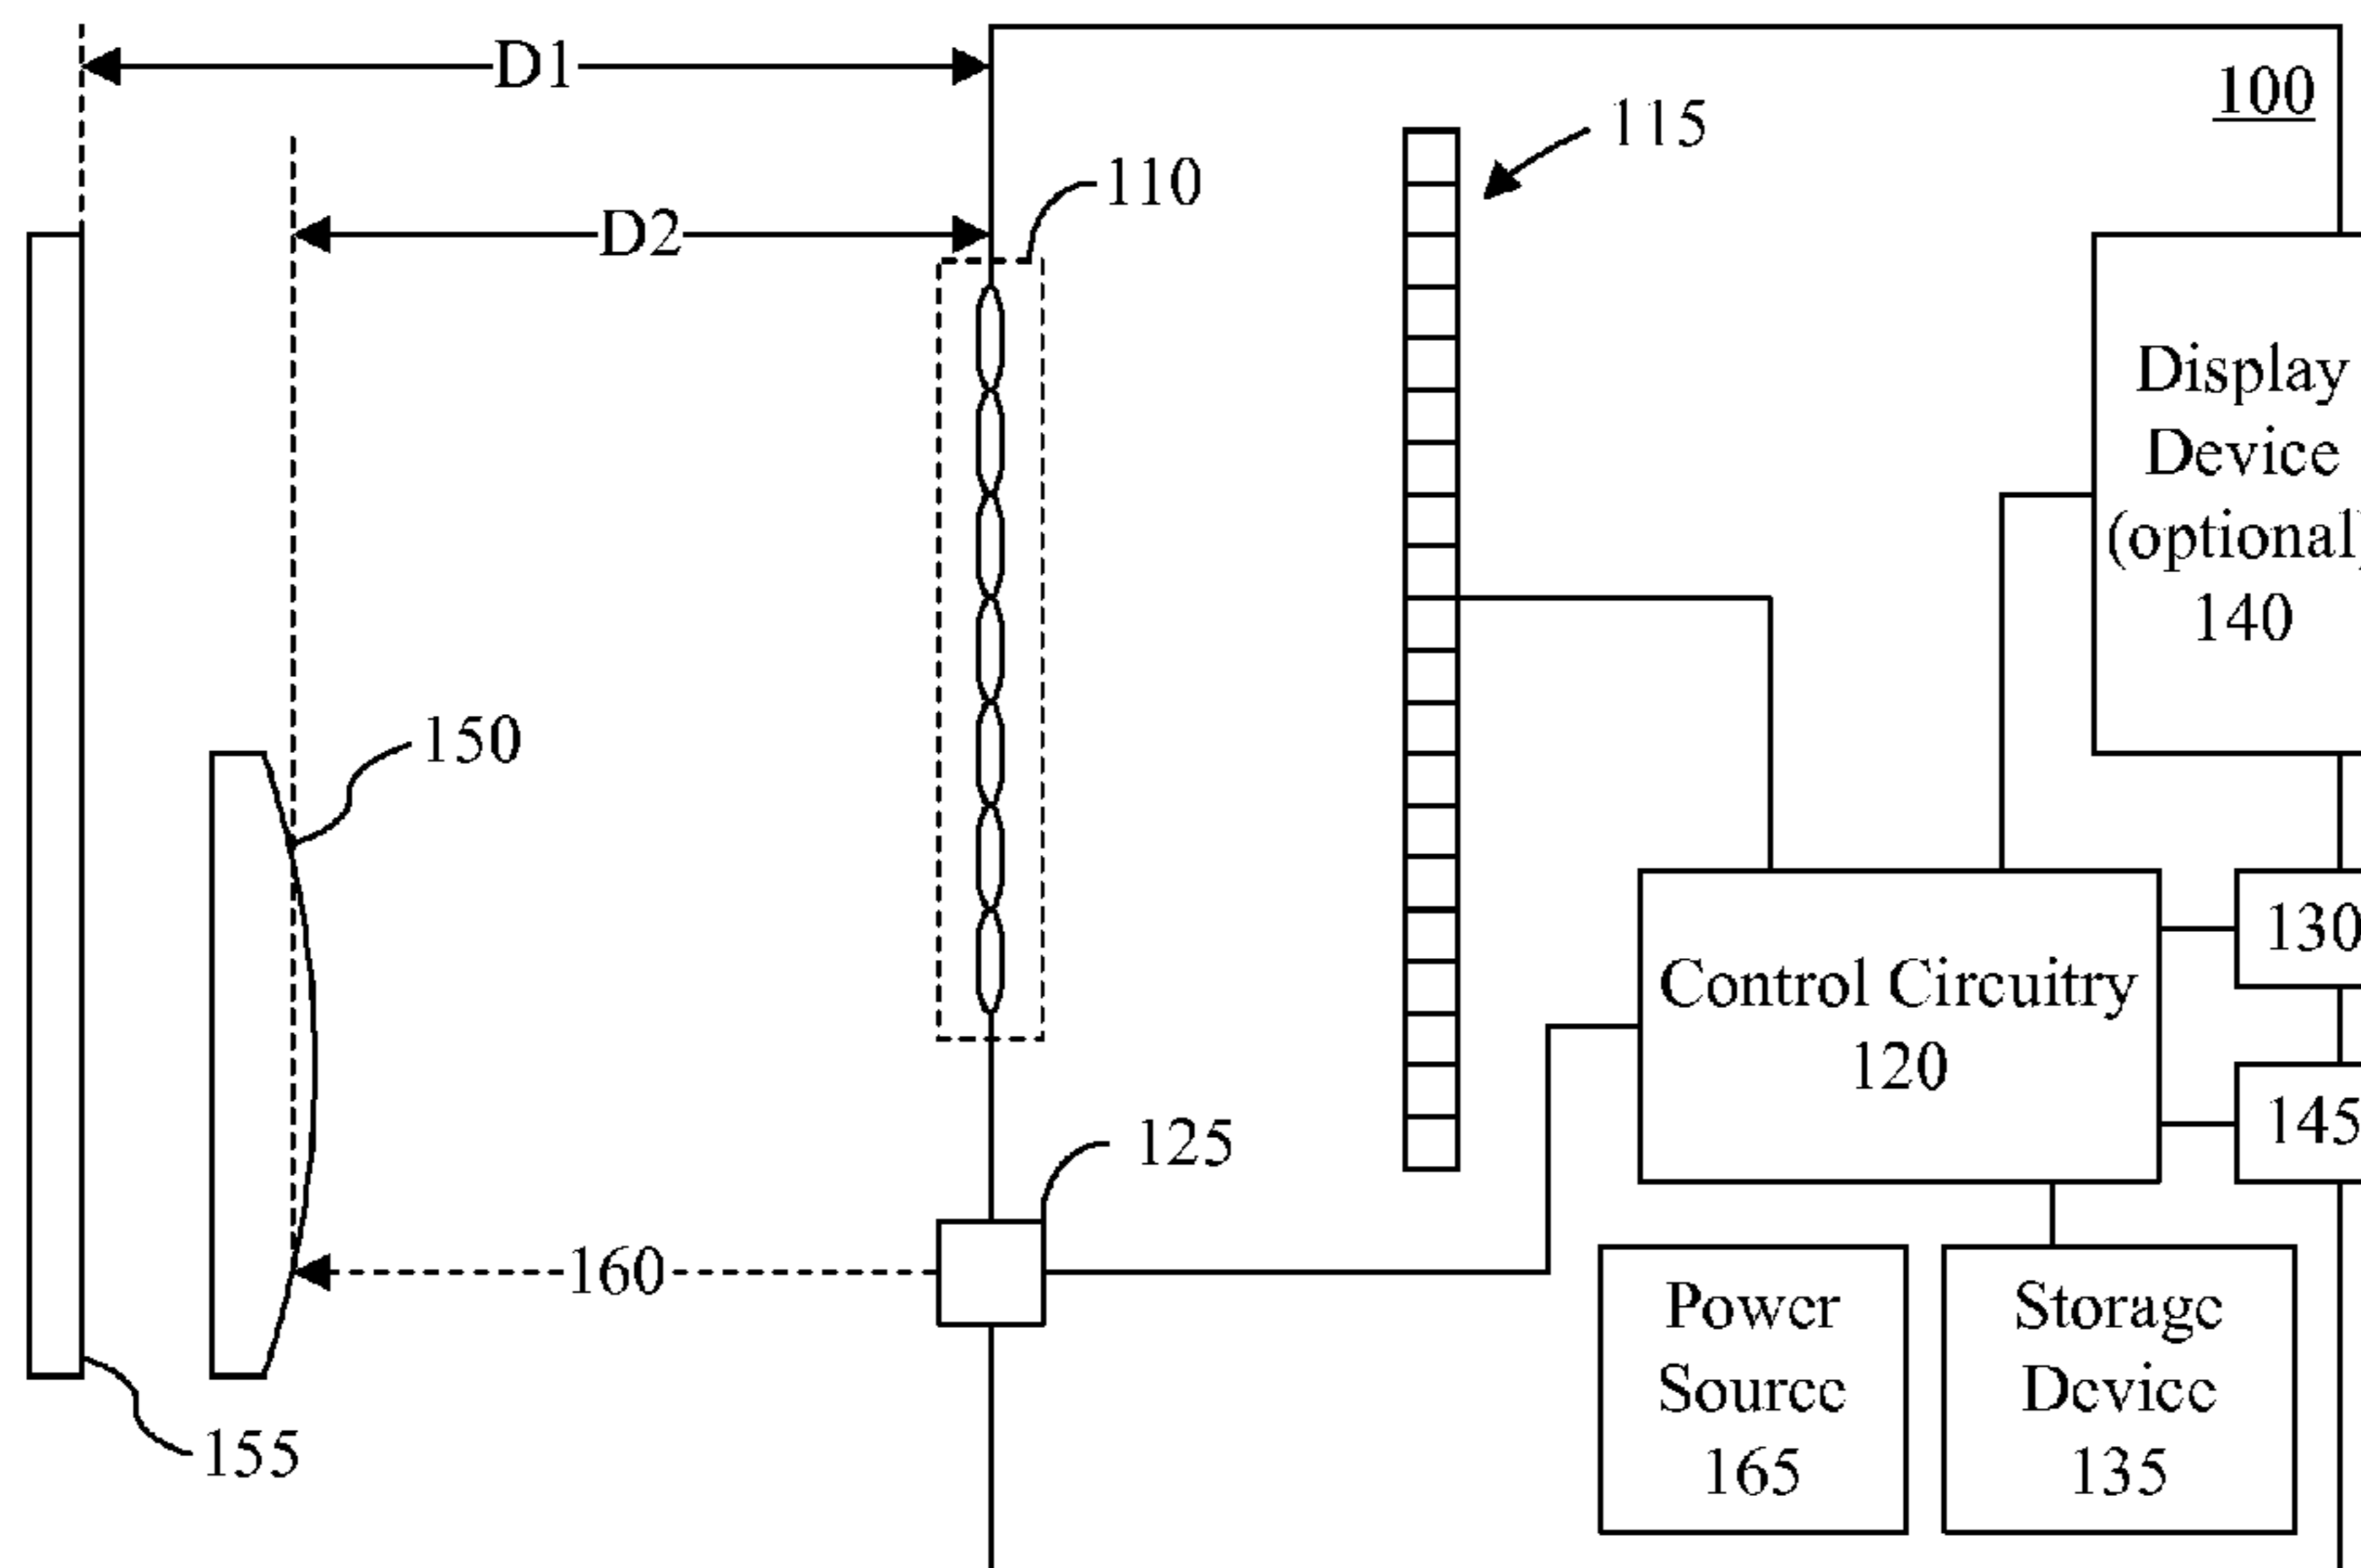 D1
100
115
110
D2
Display
Device
(optional)
140
150
130
Control Circuitry
120
145
125
160
Power
Source
165
Storage
Device
135
155